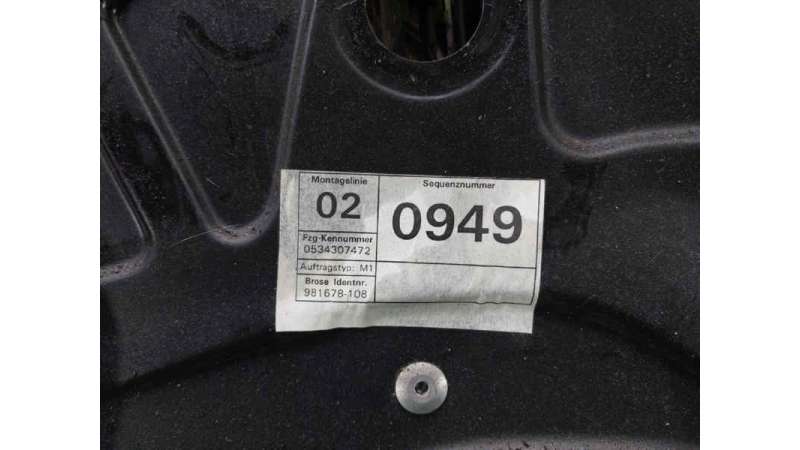 Montagelinie
02
Sequenznummer
0949
Fzg-Kennummer
0534307472
Auftragstyp: M1
Brose Identnr.
981678-108